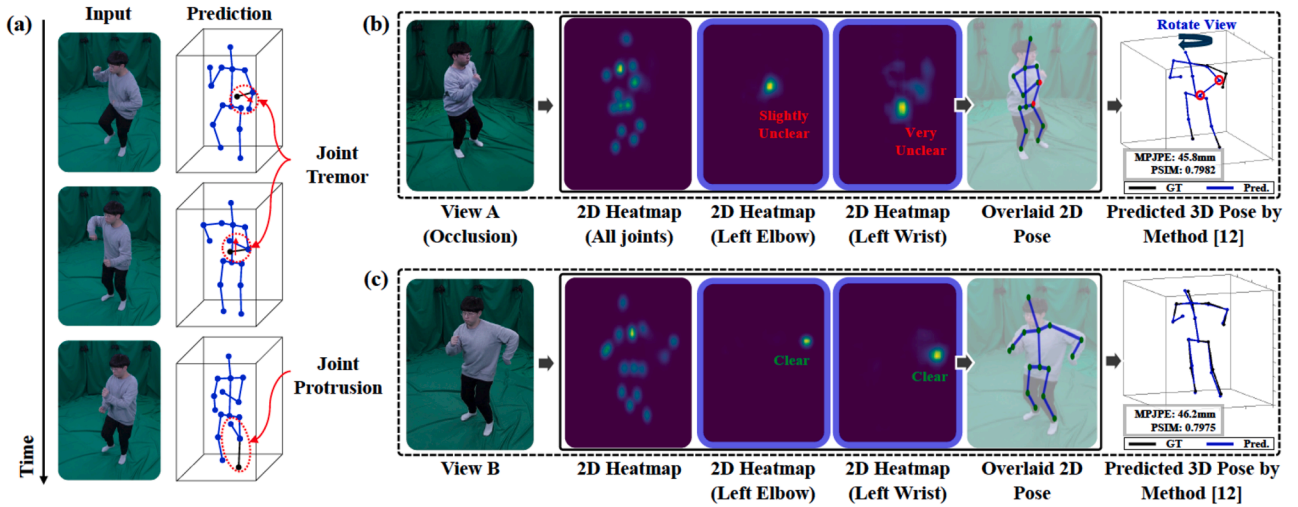 (a)
Input
Prediction
Joint
Tremor
Joint
Protrusion
Time
(b)
Slightly
Unclear
Very
Unclear
Rotate View
MPJPE: 45.8mm
PSIM: 0.7982
GT
Pred.
View A
(Occlusion)
2D Heatmap
(All joints)
2D Heatmap
(Left Elbow)
2D Heatmap
(Left Wrist)
Overlaid 2D
Pose
Predicted 3D Pose by
Method [12]
(c)
Clear
Clear
MPJPE: 46.2mm
PSIM: 0.7975
GT
Pred.
View B
2D Heatmap
2D Heatmap
(Left Elbow)
2D Heatmap
(Left Wrist)
Overlaid 2D
Pose
Predicted 3D Pose by
Method [12]